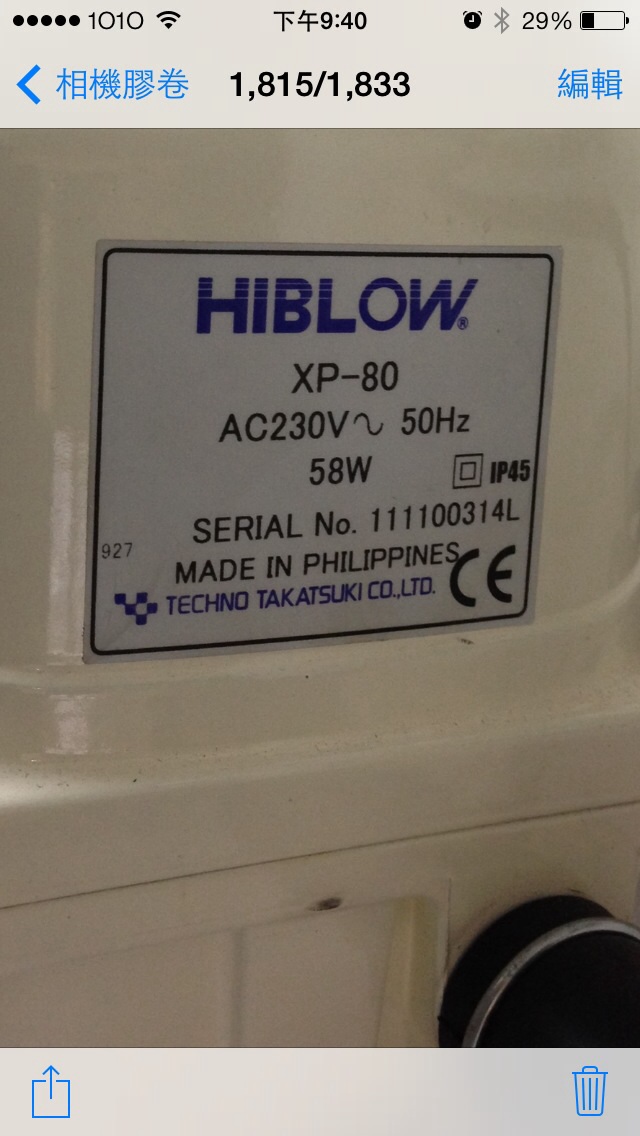 1O1O 下午9:40 29%
相機膠卷 1,815/1,833 編輯
HIBLOW®
XP-80
AC230V~ 50Hz
58W IP45
SERIAL No. 111100314L
927
MADE IN PHILIPPINES
CE
TECHNO TAKATSUKI CO.,LTD.